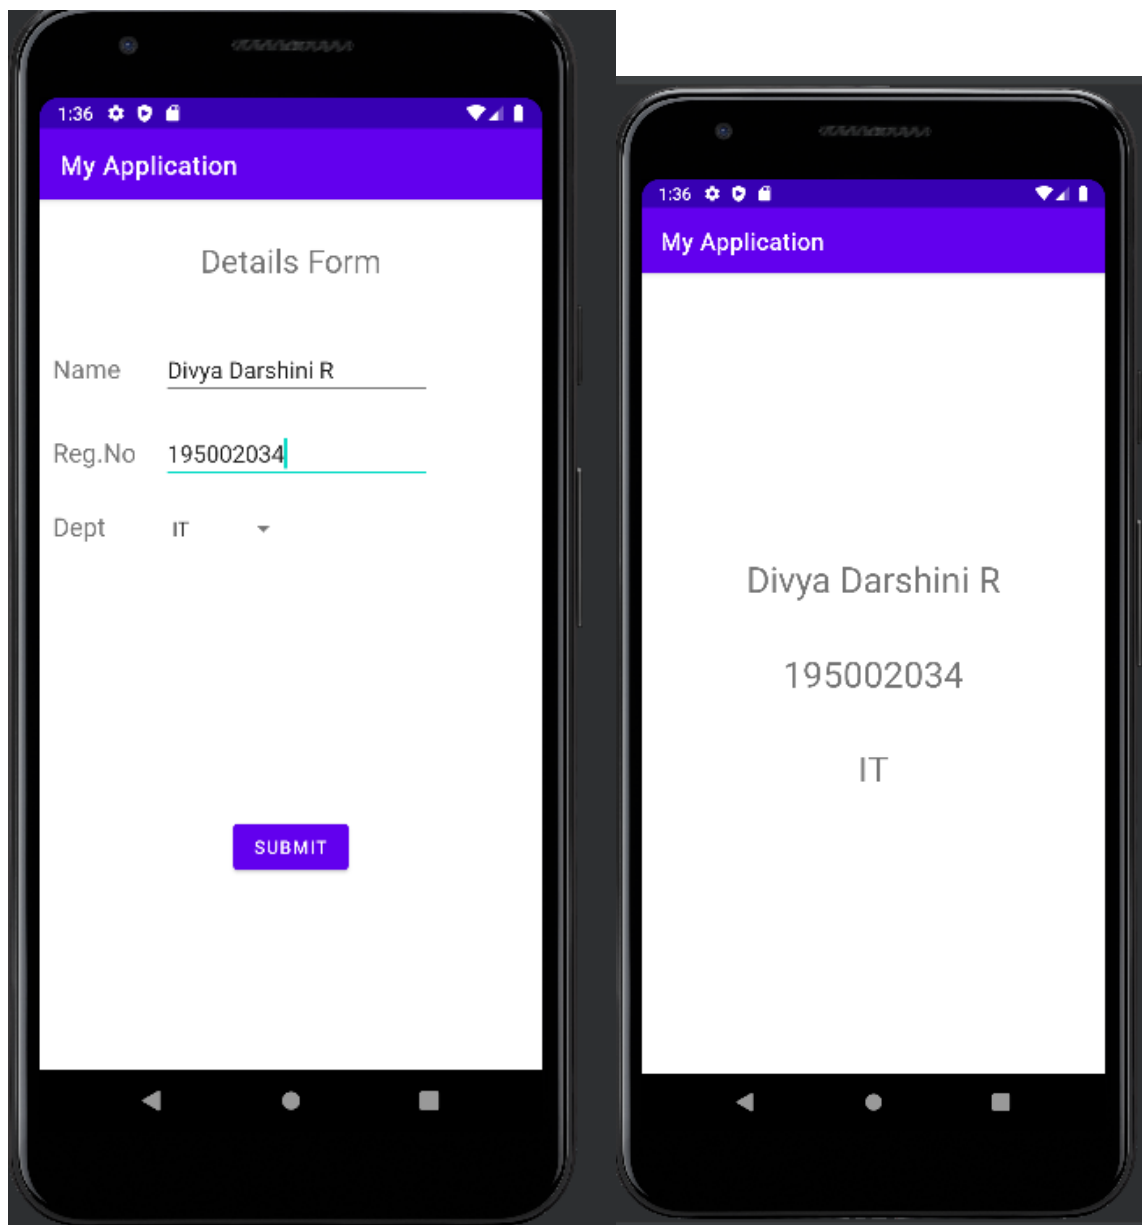 1:36
My Application
Details Form
Name Divya Darshini R
Reg.No 195002034
Dept IT
SUBMIT
1:36
My Application
Divya Darshini R
195002034
IT